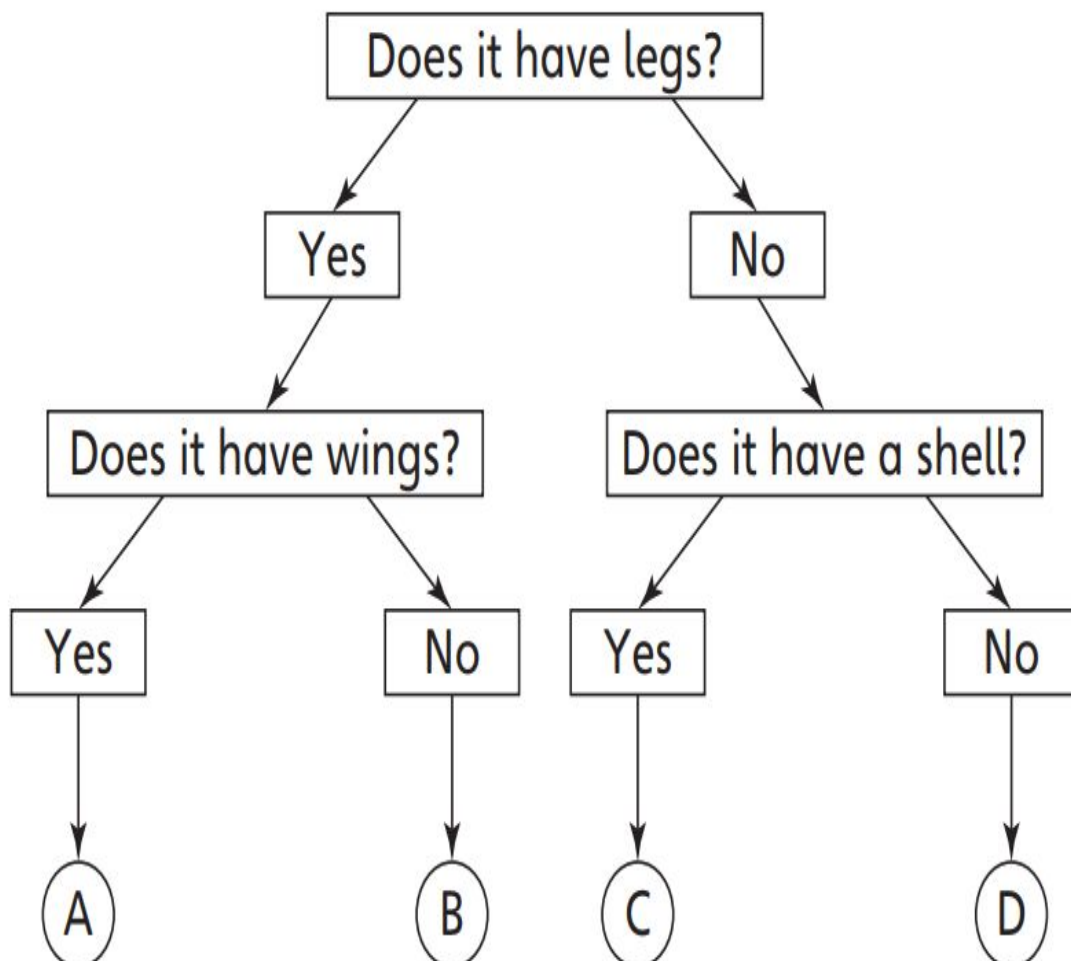 Does it have legs?
Yes
No
Does it have wings?
Does it have a shell?
Yes
No
Yes
No
A
B
C
D